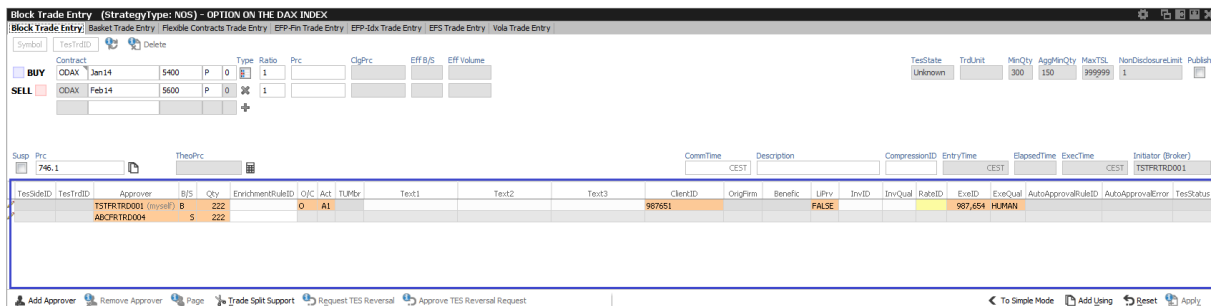 Block Trade Entry (StrategyType: NOS) - OPTION ON THE DAX INDEX
Block Trade Entry Basket Trade Entry Flexible Contracts Trade Entry EFP-Fin Trade Entry EFP-Idx Trade Entry EFS Trade Entry Vola Trade Entry
Symbol TesTrdID Delete
Contract Type Ratio Prc ClgPrc Eff B/S Eff Volume TesState TrdUnit MinQty AggMinQty MaxTSL NonDisclosureLimit Publish
BUY ODAX Jan14 5400 P 0 1 Unknown 300 150 999999 1
SELL ODAX Feb14 5600 P 0 1
Susp Prc TheoPrc CommTime Description CompressionID EntryTime ElapsedTime ExecTime Initiator (Broker)
746.1 CEST CEST CEST TSTFRTRD001
TesSideID TesTrdID Approver B/S Qty EnrichmentRuleID O/C Act TUMbr Text1 Text2 Text3 ClientID OrigFirm Benefic LiPrv InvID InvQual RateID ExeID ExeQual AutoApprovalRuleID AutoApprovalError TesStatus
TSTFRTRD001 (myself) B 222 O A1 987651 FALSE 987,654 HUMAN
ABCFRTRD004 S 222
Add Approver Remove Approver Page Trade Split Support Request TES Reversal Approve TES Reversal Request To Simple Mode Add Using Reset Apply